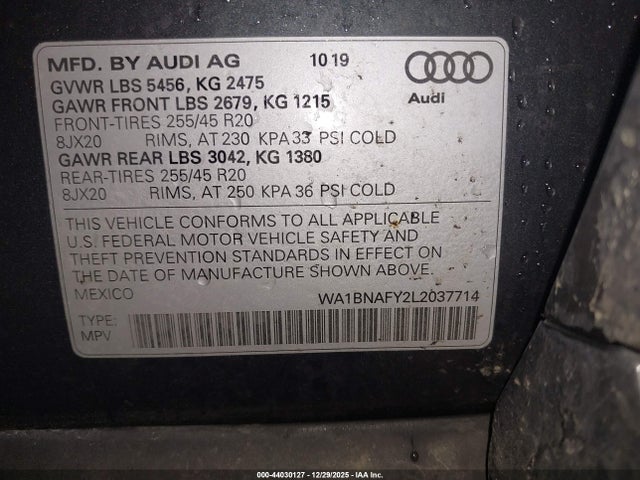 MFD. BY AUDI AG 10 19
GVWR LBS 5456, KG 2475
GAWR FRONT LBS 2679, KG 1215
Audi
FRONT-TIRES 255/45 R20
8JX20 RIMS, AT 230 KPA 33 PSI COLD
GAWR REAR LBS 3042, KG 1380
REAR-TIRES 255/45 R20
8JX20 RIMS, AT 250 KPA 36 PSI COLD
THIS VEHICLE CONFORMS TO ALL APPLICABLE
U.S. FEDERAL MOTOR VEHICLE SAFETY AND
THEFT PREVENTION STANDARDS IN EFFECT ON
THE DATE OF MANUFACTURE SHOWN ABOVE.
MEXICO WA1BNAFY2L2037714
TYPE:
MPV
000-44030127 - 12/29/2025 - IAA Inc.